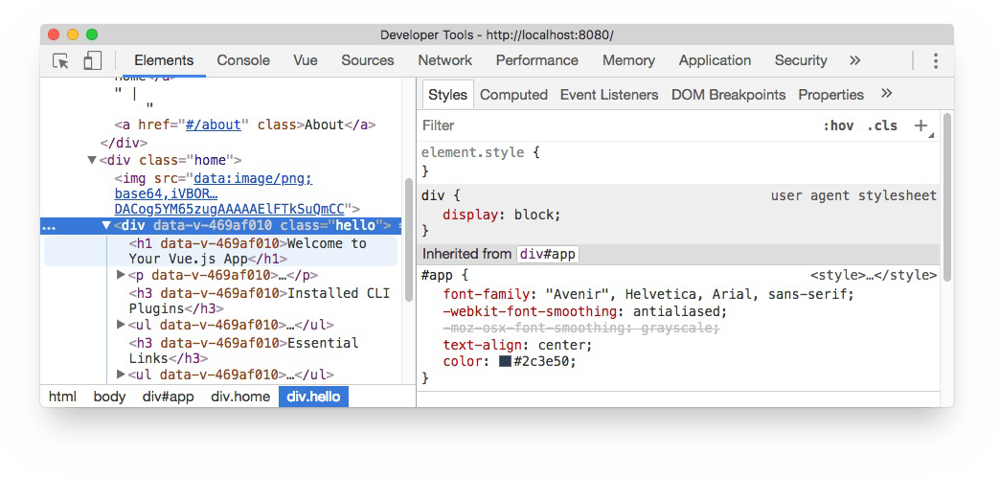 Developer Tools - http://localhost:8080/
Elements Console Vue Sources Network Performance Memory Application Security »
" |
"
<a href="#/about" class>About</a>
</div>
▼<div class="home">
<img src="data:image/png;
base64,iVBOR…
DACog5YM65zugAAAAAElFTkSuQmCC">
… ▼<div data-v-469af010 class="hello"> =
<h1 data-v-469af010>Welcome to
Your Vue.js App</h1>
▶<p data-v-469af010>…</p>
<h3 data-v-469af010>Installed CLI
Plugins</h3>
▶<ul data-v-469af010>…</ul>
<h3 data-v-469af010>Essential
Links</h3>
▶<ul data-v-469af010>…</ul>
html body div#app div.home div.hello
Styles Computed Event Listeners DOM Breakpoints Properties »
Filter :hov .cls +
element.style {
}
div { user agent stylesheet
display: block;
}
Inherited from div#app
#app { <style>…</style>
font-family: "Avenir", Helvetica, Arial, sans-serif;
-webkit-font-smoothing: antialiased;
-moz-osx-font-smoothing: grayscale;
text-align: center;
color: #2c3e50;
}